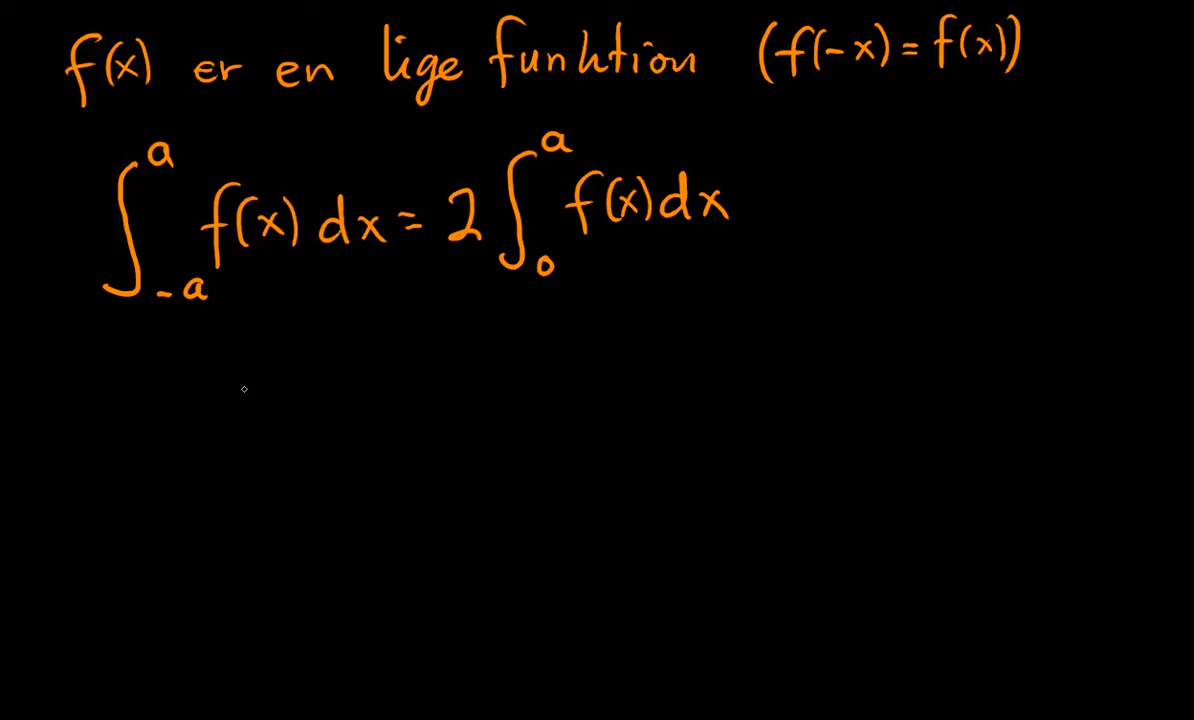 f(x) er en lige funktion (f(-x) = f(x))
∫_{-a}^{a} f(x) dx = 2 ∫_{0}^{a} f(x) dx